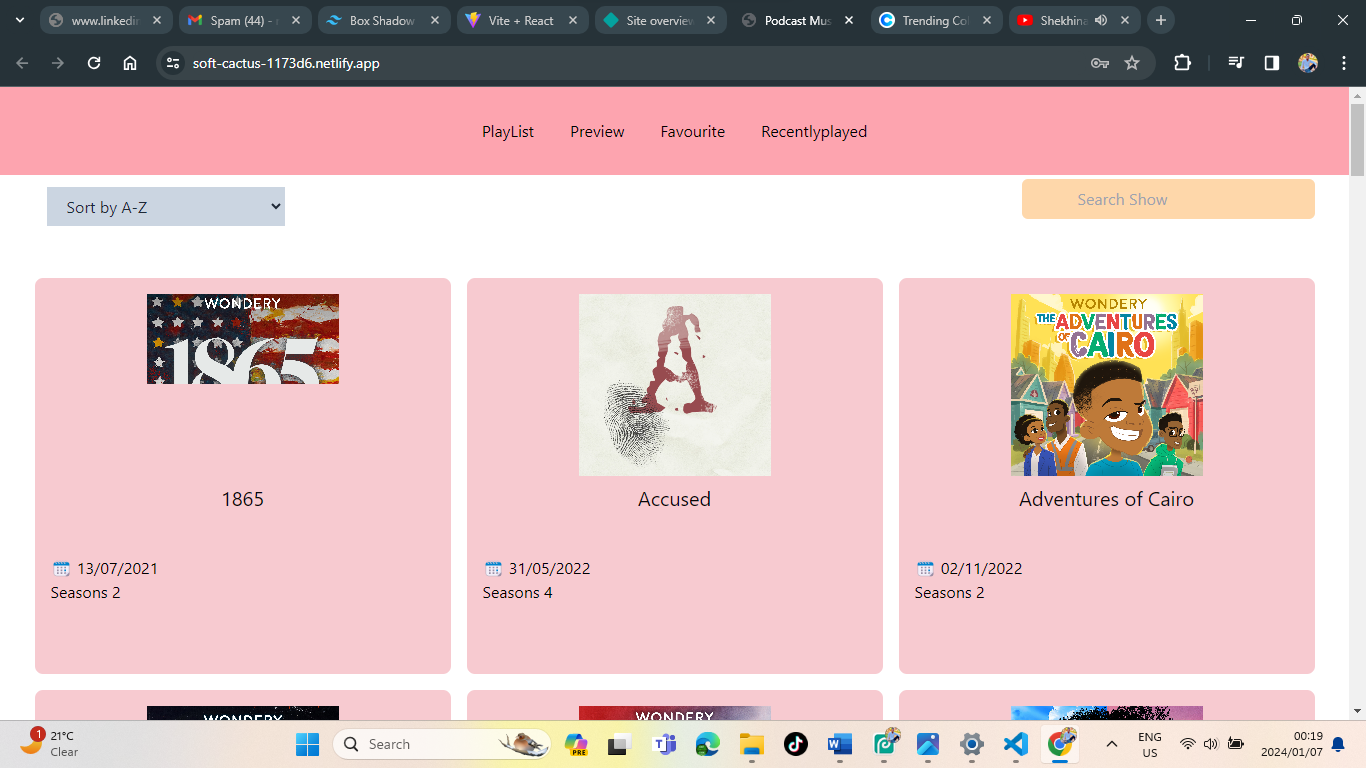 www.linkedin
Spam (44) -
Box Shadow
Vite + React
Site overview
Podcast Mus
Trending Col
Shekhina
soft-cactus-1173d6.netlify.app
PlayList Preview Favourite Recentlyplayed
Sort by A-Z
Search Show
WONDERY
1865
1865
13/07/2021
Seasons 2
A
Accused
31/05/2022
Seasons 4
WONDERY
THE ADVENTURES
OF CAIRO
Adventures of Cairo
02/11/2022
Seasons 2
WONDERY
WONDERY
1
21°C
Clear
Search
PRE
ENG
US
00:19
2024/01/07